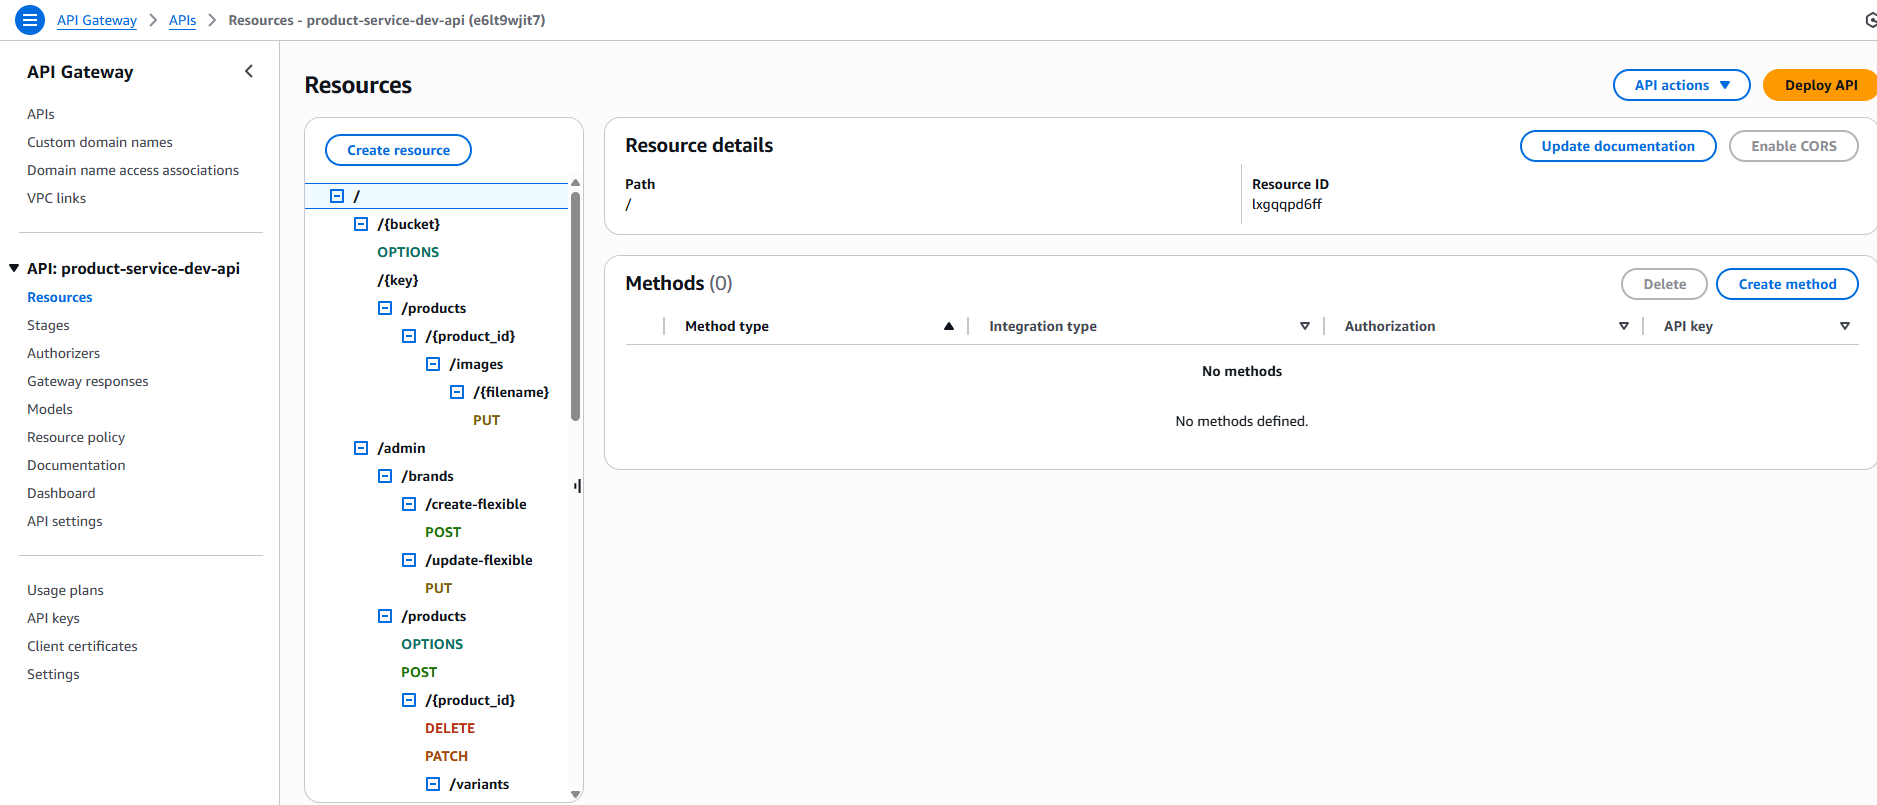 API Gateway > APIs > Resources - product-service-dev-api (e6lt9wjit7)
API Gateway
APIs
Custom domain names
Domain name access associations
VPC links
API: product-service-dev-api
Resources
Stages
Authorizers
Gateway responses
Models
Resource policy
Documentation
Dashboard
API settings
Usage plans
API keys
Client certificates
Settings
Resources
API actions
Deploy API
Create resource
/
/{bucket}
OPTIONS
/{key}
/products
/{product_id}
/images
/{filename}
PUT
/admin
/brands
/create-flexible
POST
/update-flexible
PUT
/products
OPTIONS
POST
/{product_id}
DELETE
PATCH
/variants
Resource details
Update documentation
Enable CORS
Path
/
Resource ID
lxgqqpd6ff
Methods (0)
Delete
Create method
Method type
Integration type
Authorization
API key
No methods
No methods defined.